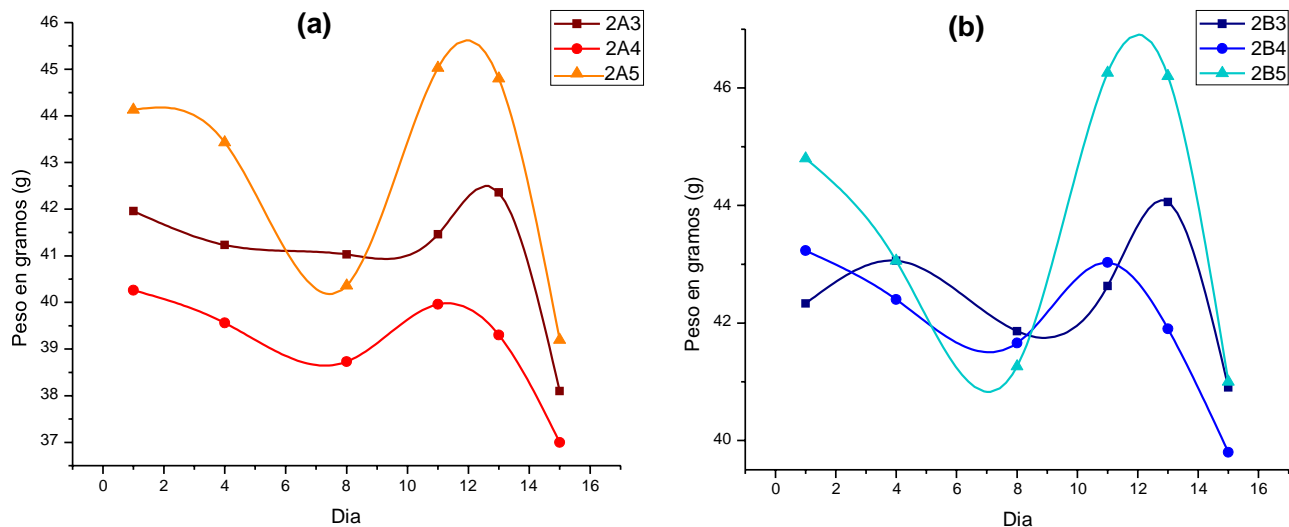 (a)
2A3
2A4
2A5
Peso en gramos (g)
46
45
44
43
42
41
40
39
38
37
0 2 4 6 8 10 12 14 16
Dia
(b)
2B3
2B4
2B5
Peso en gramos (g)
46
44
42
40
0 2 4 6 8 10 12 14 16
Dia